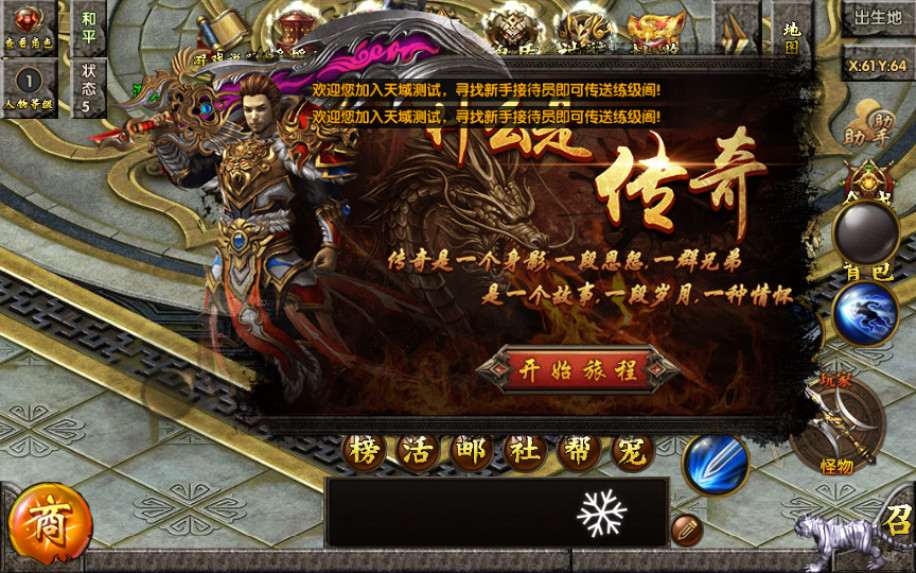 查看角色
和平
地图
出生地
1
人物等级
状态5
X:61Y:64
欢迎您加入天域测试，寻找新手接待员即可传送练级阁!
欢迎您加入天域测试，寻找新手接待员即可传送练级阁!
什么是
传奇
助手
助手
传奇是一个身影,一段恩怨,一群兄弟
背包
是一个故事,一段岁月,一种情怀
开始旅程
玩家
榜 活 邮 社 帮 宠
怪物
商
召